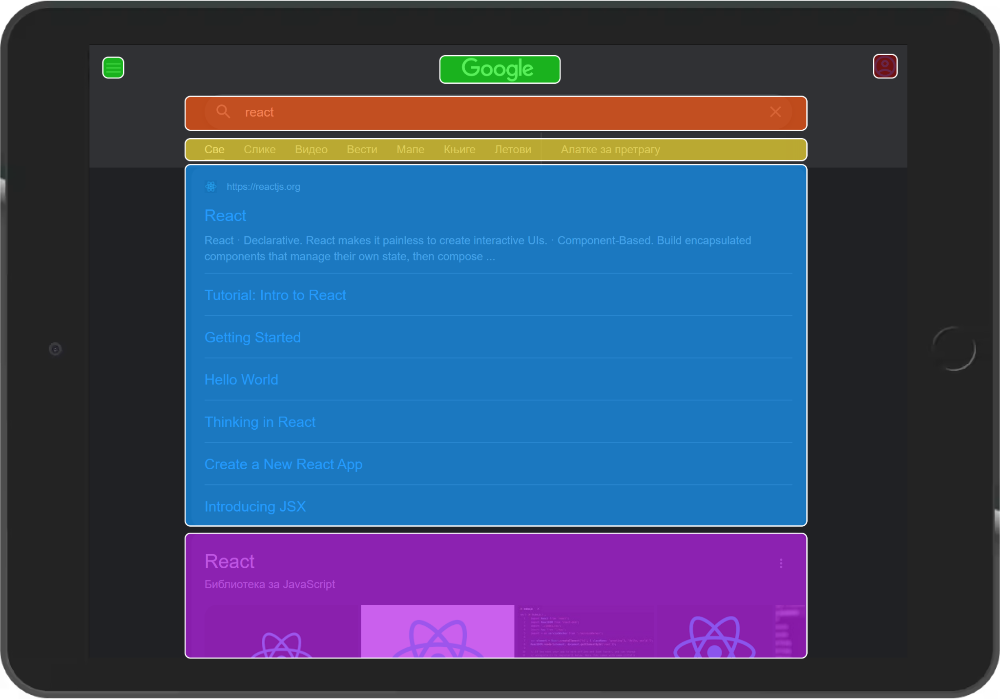 Google
react
Све Слике Видео Вести Мапе Књиге Летови Алатке за претрагу
https://reactjs.org
React
React · Declarative. React makes it painless to create interactive UIs. · Component-Based. Build encapsulated
components that manage their own state, then compose ...
Tutorial: Intro to React
Getting Started
Hello World
Thinking in React
Create a New React App
Introducing JSX
React
Библиотека за JavaScript